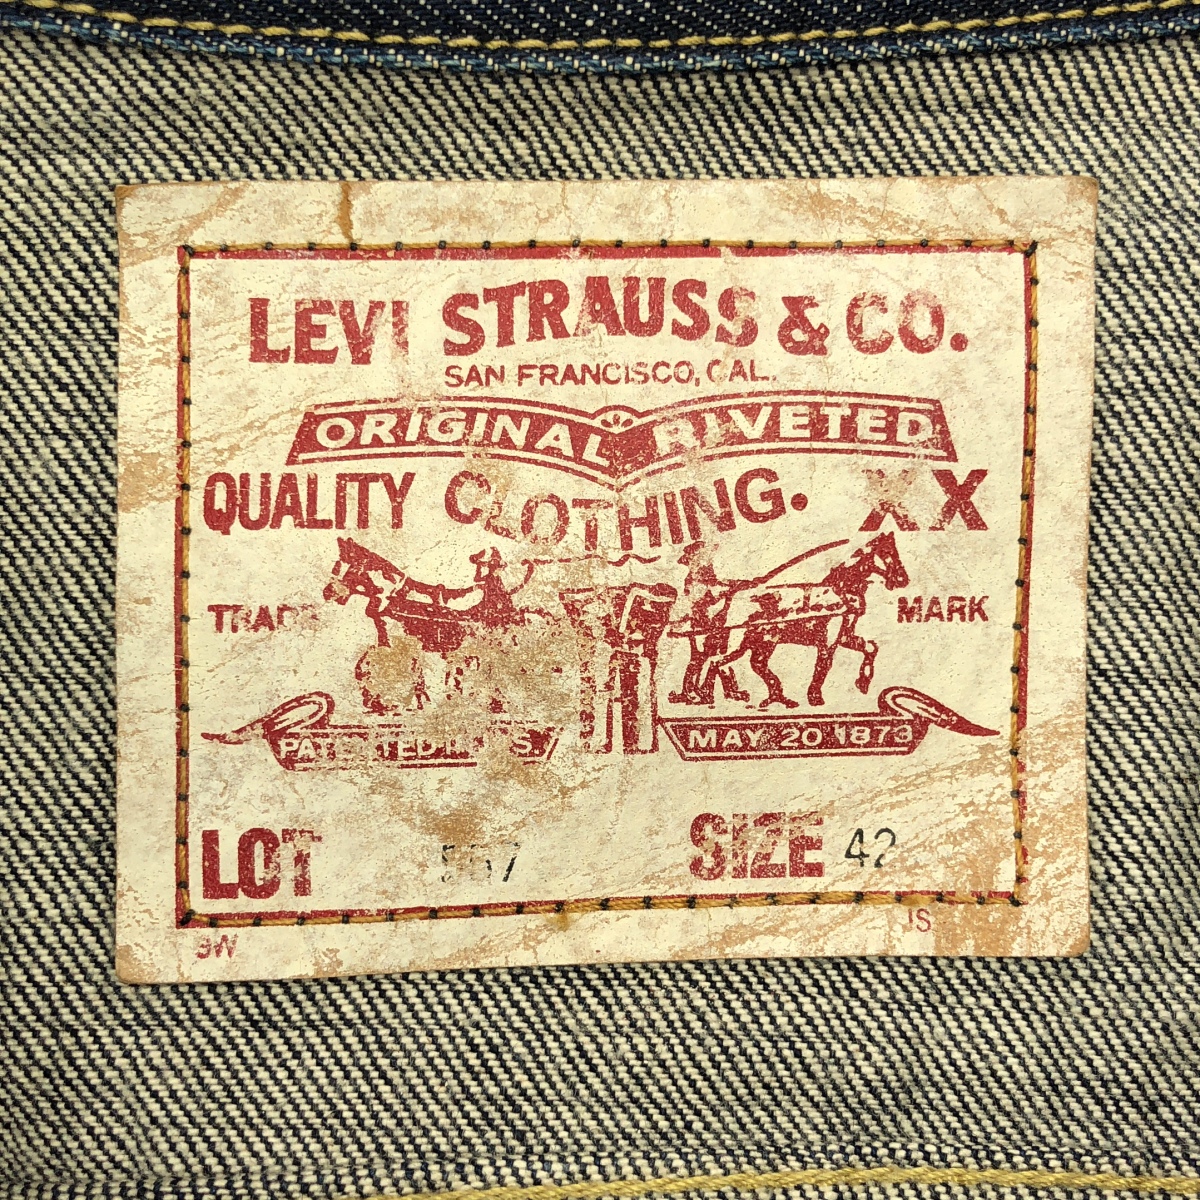 LEVI STRAUSS & CO.
SAN FRANCISCO, CAL.
ORIGINAL RIVETED
QUALITY CLOTHING. XX
TRADE MARK
MAY 20 1873
LOT SIZE 42